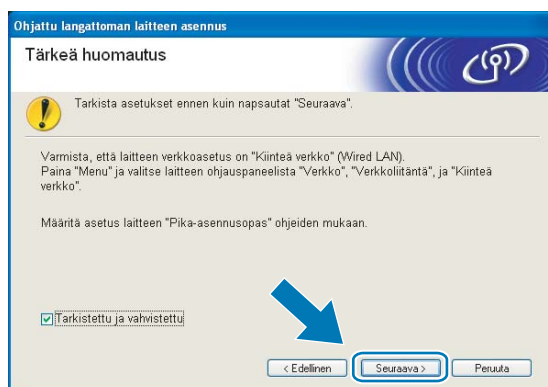 Ohjattu langattoman laitteen asennus
Tärkeä huomautus
Tarkista asetukset ennen kuin napsautat "Seuraava".
Varmista, että laitteen verkkoasetus on "Kiinteä verkko" (Wired LAN).
Paina "Menu" ja valitse laitteen ohjauspaneelista "Verkko", "Verkkoliitäntä", ja "Kiinteä
verkko".
Määritä asetus laitteen "Pika-asennusopas" ohjeiden mukaan.
Tarkistettu ja vahvistettu
< Edellinen
Seuraava >
Peruuta